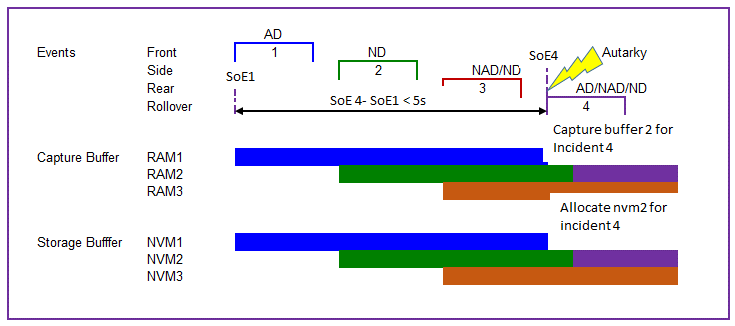 AD
Events Front 1 ND SoE4 Autarky
Side 2 NAD/ND
SoE1
Rear 3 AD/NAD/ND
Rollover SoE 4- SoE1 < 5s 4
Capture buffer 2 for
Incident 4
Capture Buffer RAM1
RAM2
RAM3
Allocate nvm2 for
incident 4
Storage Bufffer NVM1
NVM2
NVM3